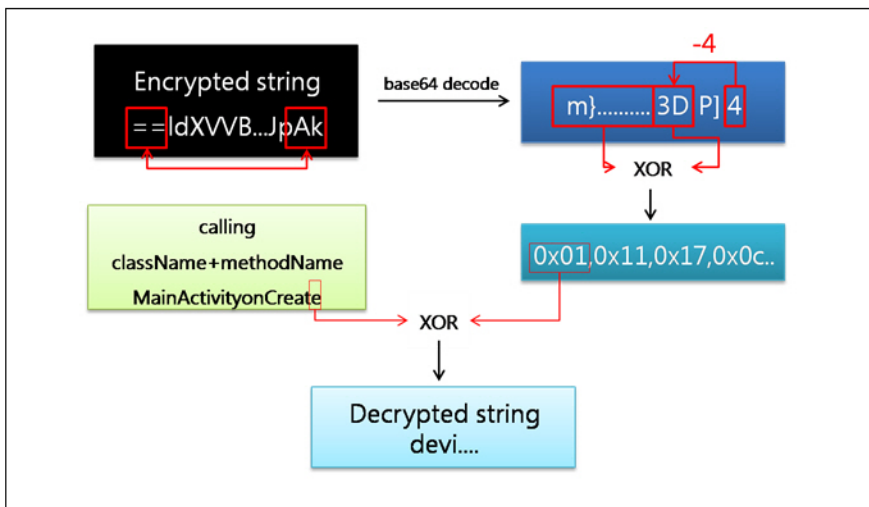 -4
Encrypted string
base64 decode
==ldXVVB...JpAk
m}.......... 3D P] 4
XOR
calling
className+methodName
MainActivityonCreate
0x01,0x11,0x17,0x0c..
XOR
Decrypted string
devi....